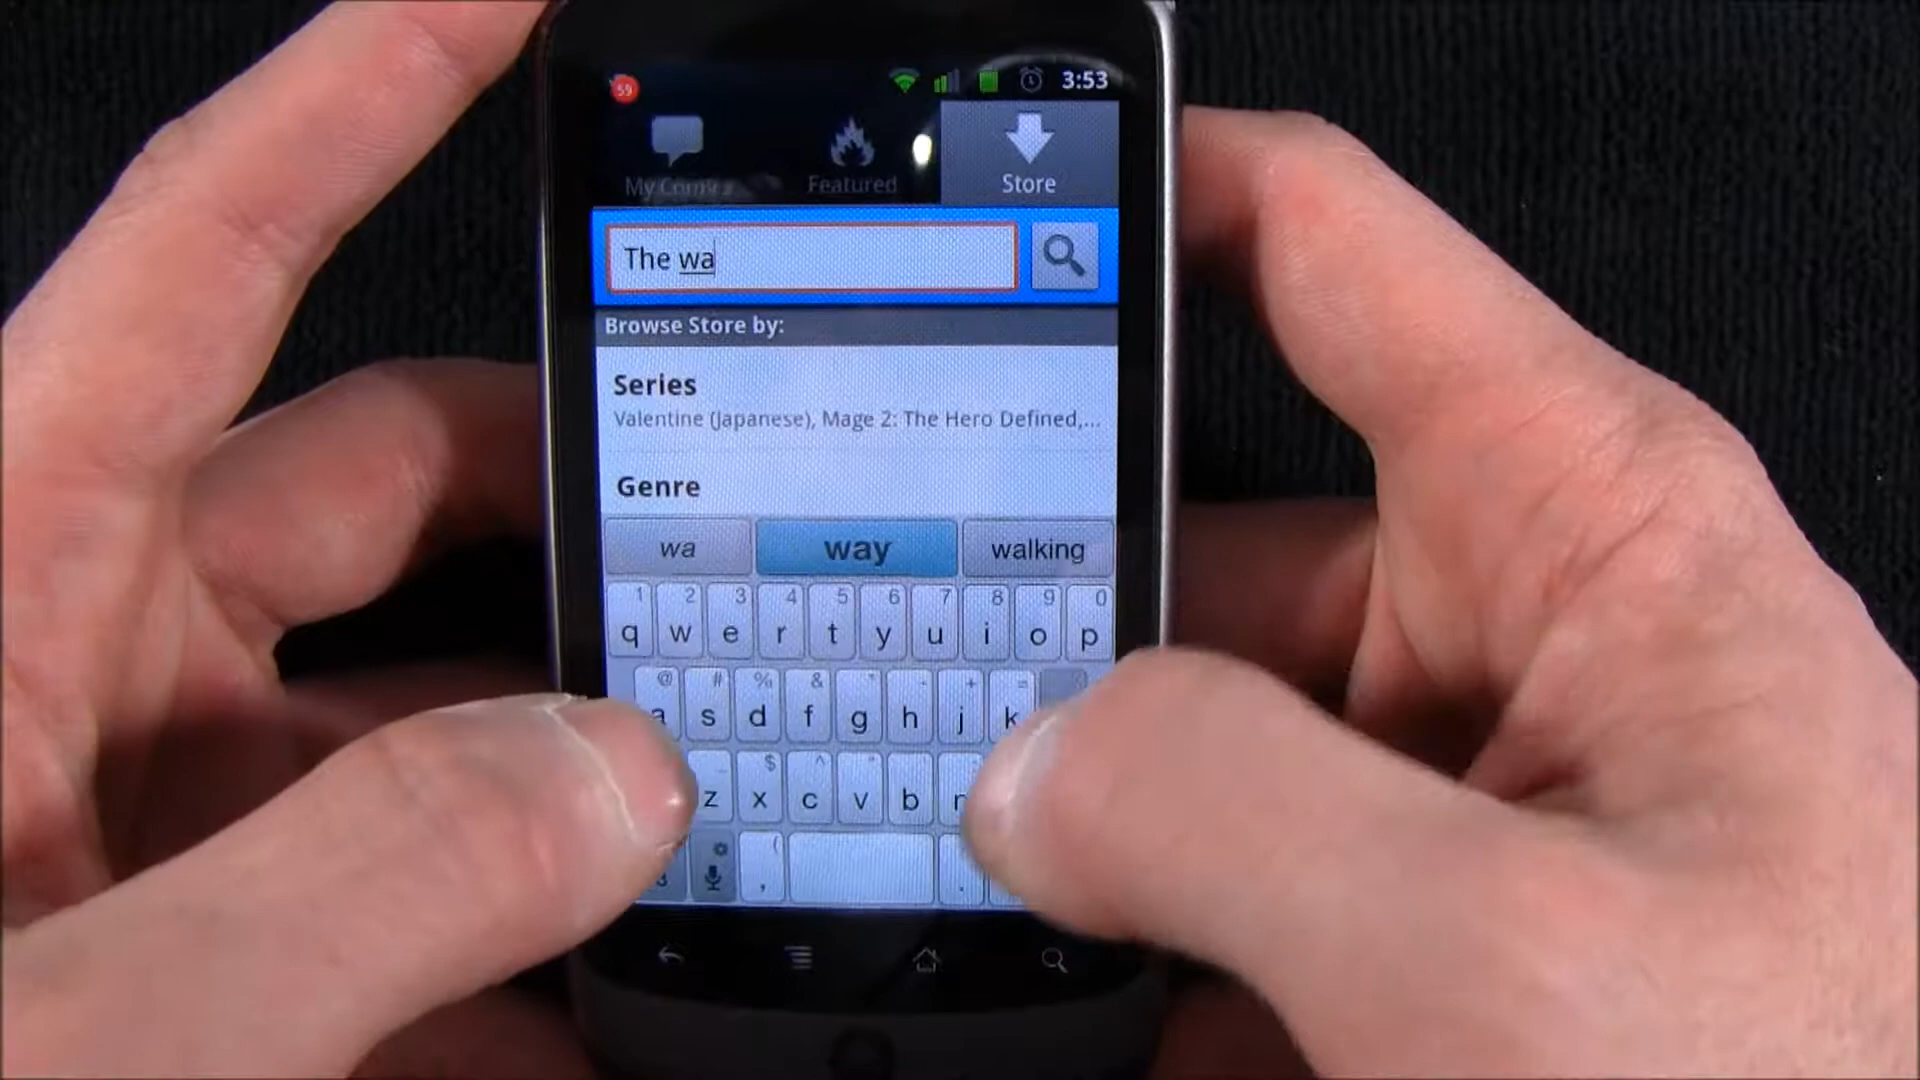 59 3:53
My Comics Featured Store
The wa
Browse Store by:
Series
Valentine (Japanese), Mage 2: The Hero Defined,...
Genre
wa way walking
1 2 3 4 5 6 7 8 9 0
q w e r t y u i o p
@ # % & * - + =
a s d f g h j k
_ $ ^ "
z x c v b n
(
3 , .